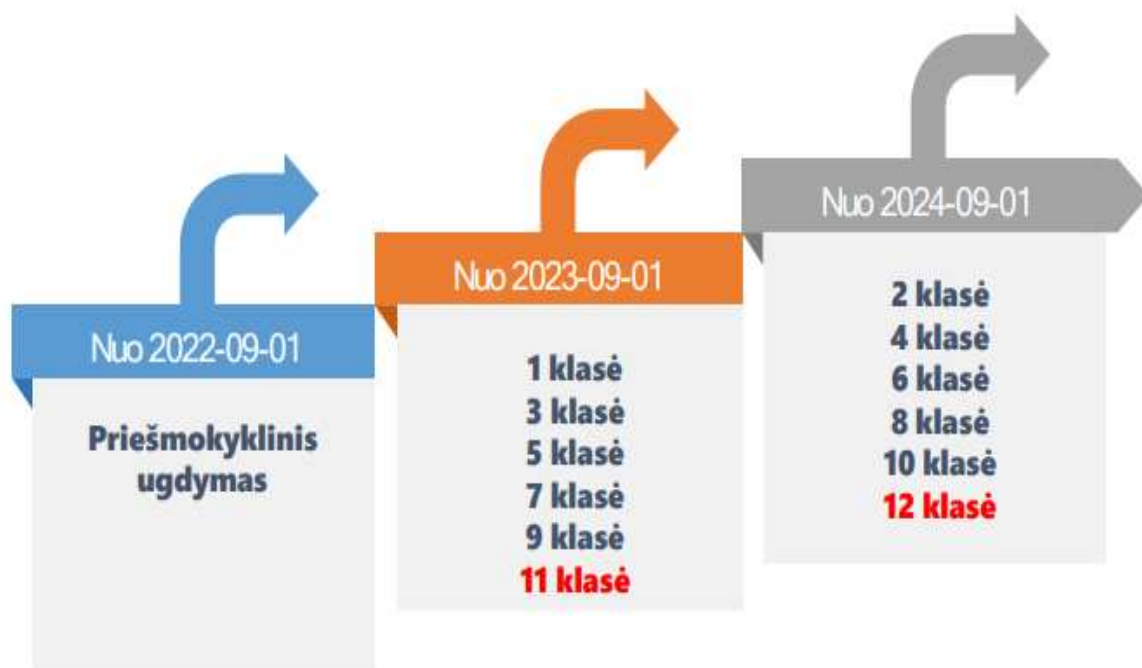 Nuo 2022-09-01
Priešmokyklinis
ugdymas
Nuo 2023-09-01
1 klasė
3 klasė
5 klasė
7 klasė
9 klasė
11 klasė
Nuo 2024-09-01
2 klasė
4 klasė
6 klasė
8 klasė
10 klasė
12 klasė